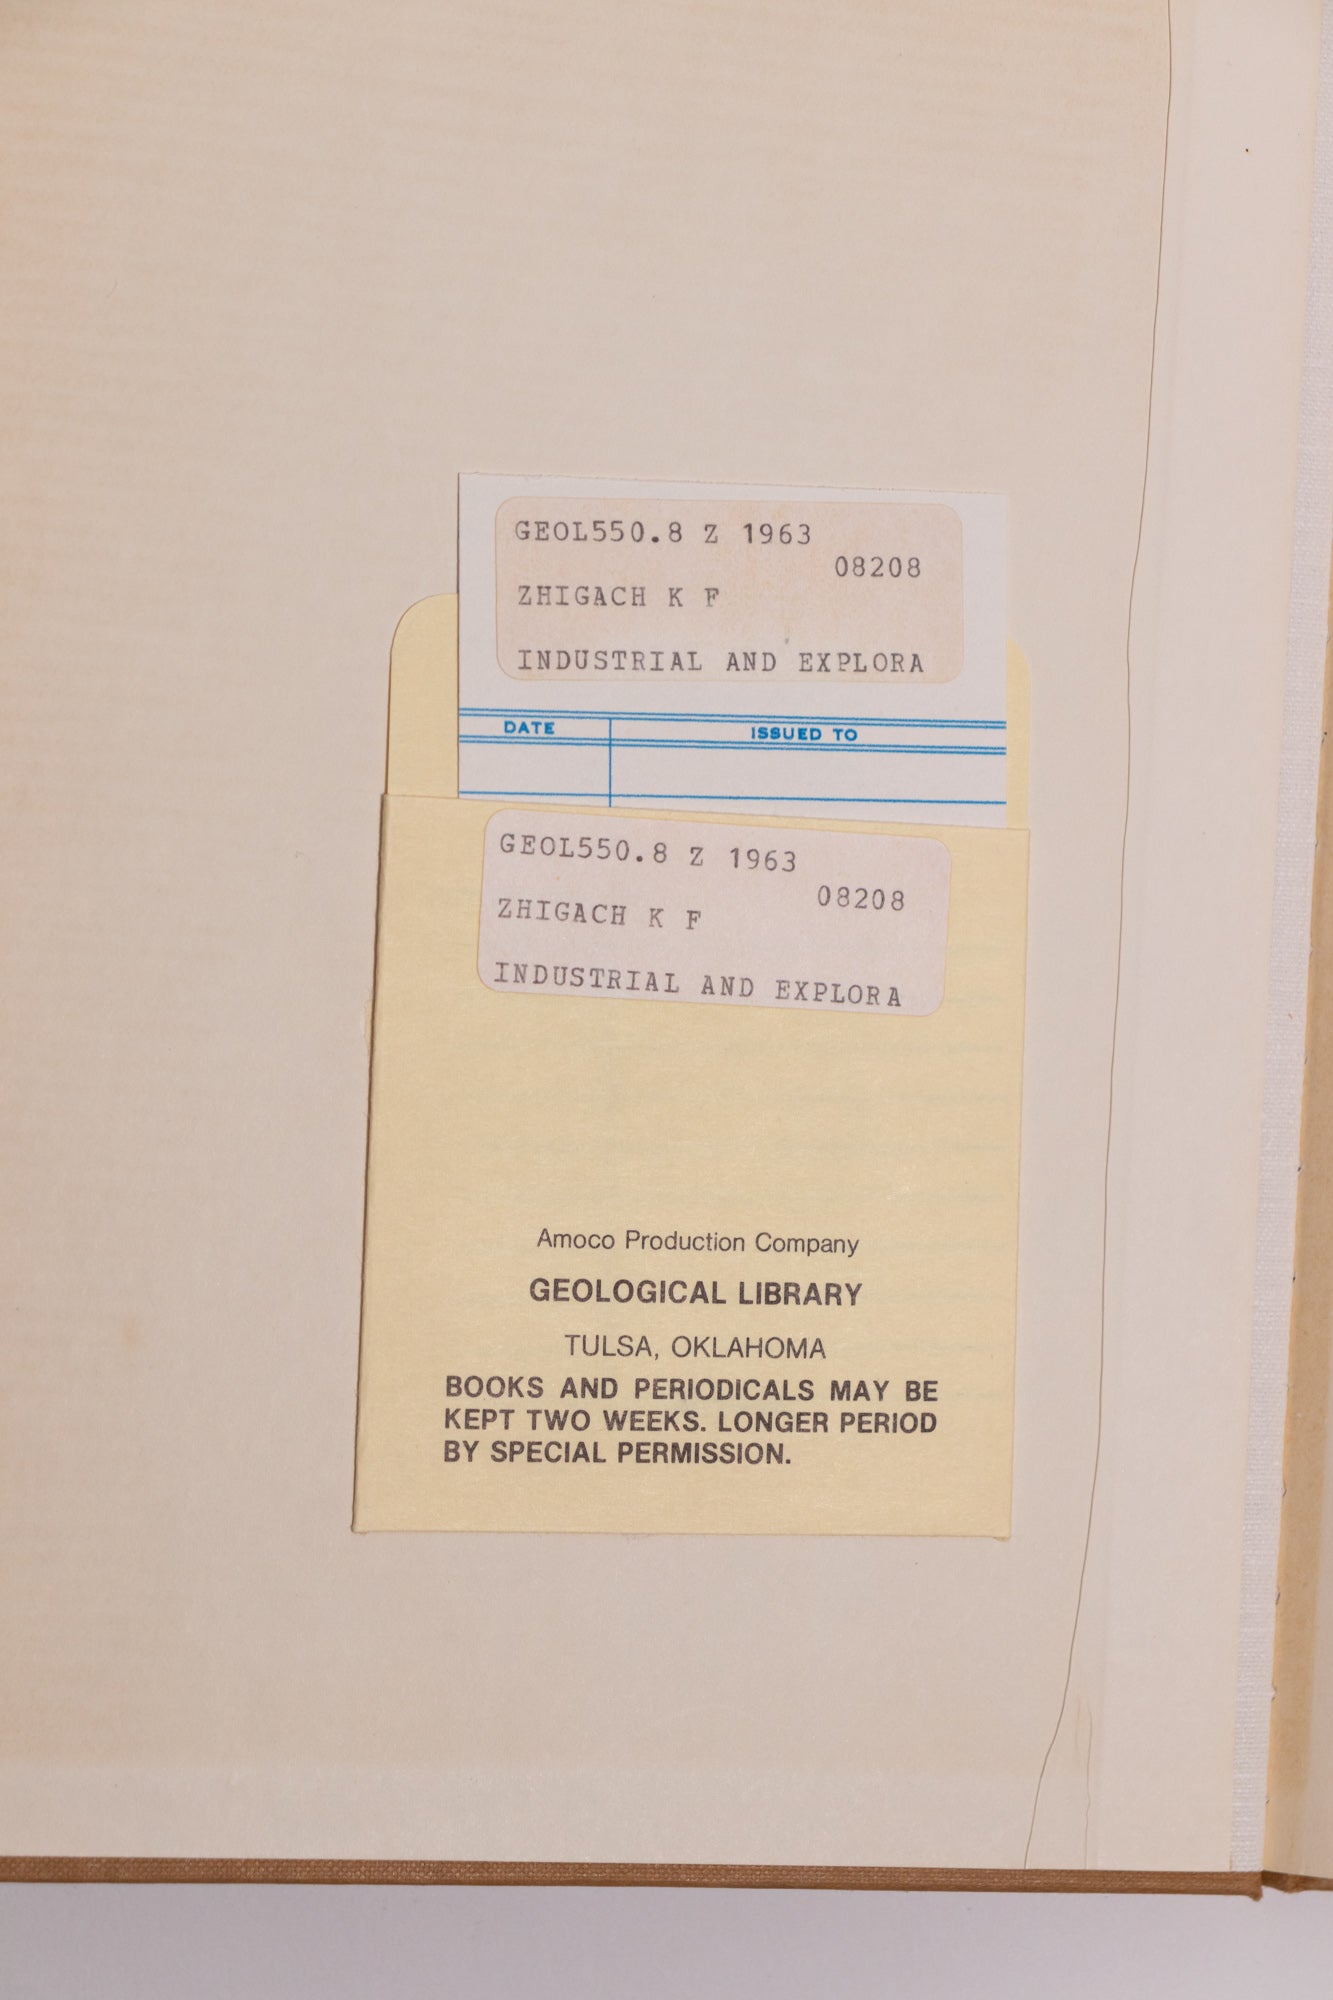 GEOL550.8 Z 1963
08208
ZHIGACH K F
INDUSTRIAL AND EXPLORA
DATE ISSUED TO
GEOL550.8 Z 1963
08208
ZHIGACH K F
INDUSTRIAL AND EXPLORA
Amoco Production Company
GEOLOGICAL LIBRARY
TULSA, OKLAHOMA
BOOKS AND PERIODICALS MAY BE
KEPT TWO WEEKS. LONGER PERIOD
BY SPECIAL PERMISSION.